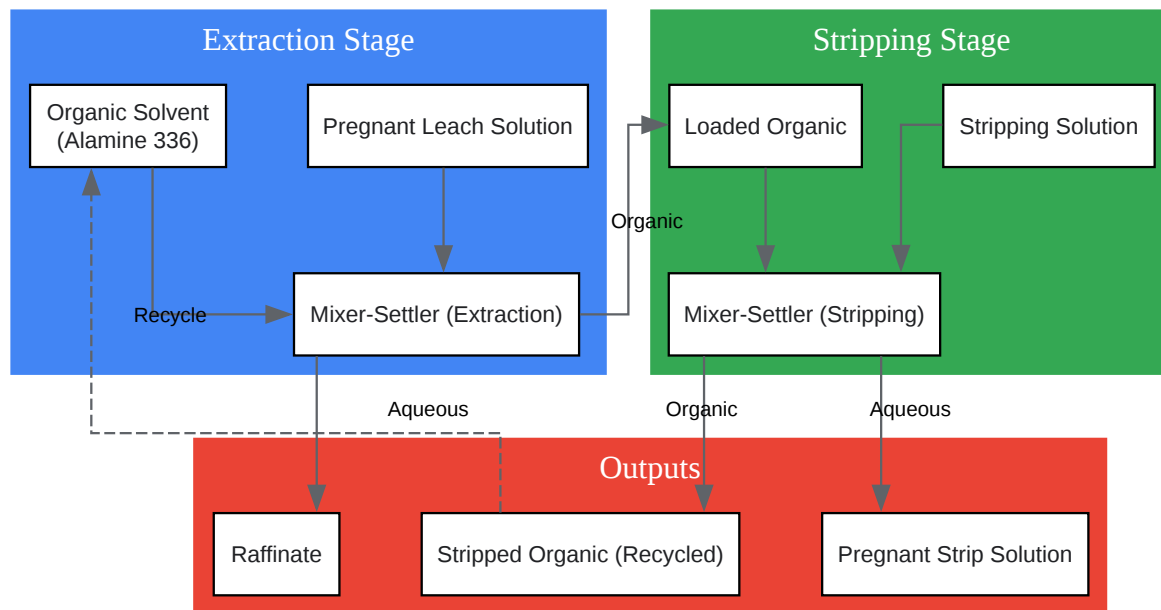 Extraction Stage
Stripping Stage
Organic Solvent
(Alamine 336)
Pregnant Leach Solution
Loaded Organic
Stripping Solution
Organic
Recycle
Mixer-Settler (Extraction)
Mixer-Settler (Stripping)
Aqueous
Organic
Aqueous
Outputs
Raffinate
Stripped Organic (Recycled)
Pregnant Strip Solution